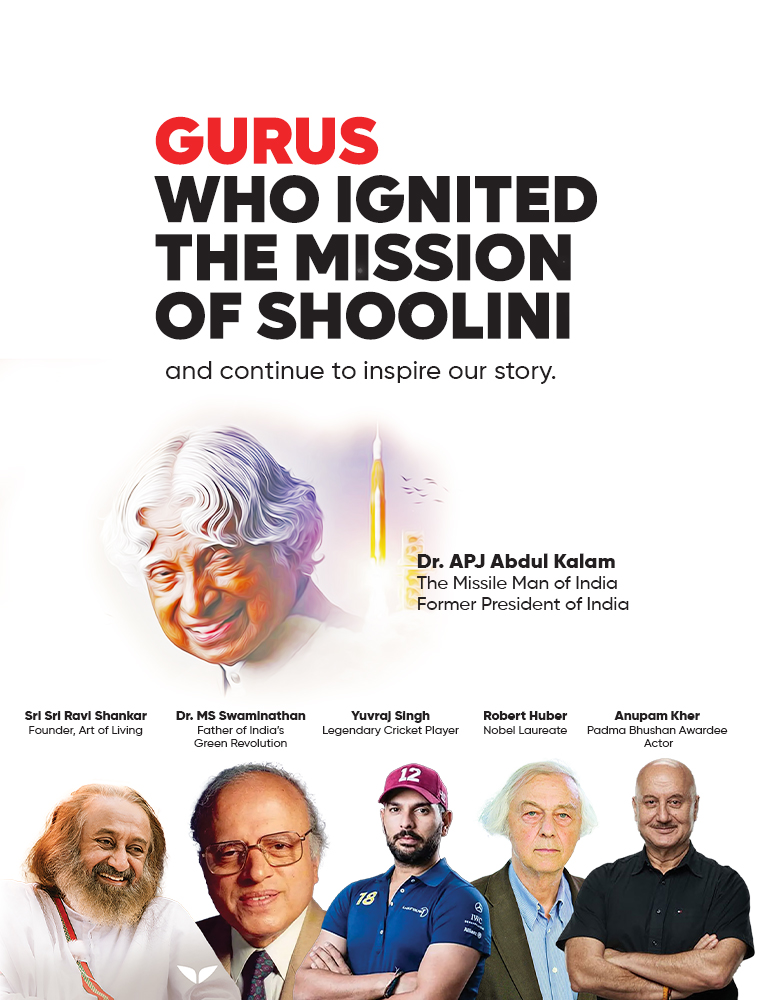 GURUS
WHO IGNITED
THE MISSION
OF SHOOLINI
and continue to inspire our story.
Dr. APJ Abdul Kalam
The Missile Man of India
Former President of India
Sri Sri Ravi Shankar
Founder, Art of Living
Dr. MS Swaminathan
Father of India's
Green Revolution
Yuvraj Singh
Legendary Cricket Player
Robert Huber
Nobel Laureate
Anupam Kher
Padma Bhushan Awardee
Actor
12
18
IWC
Allianz